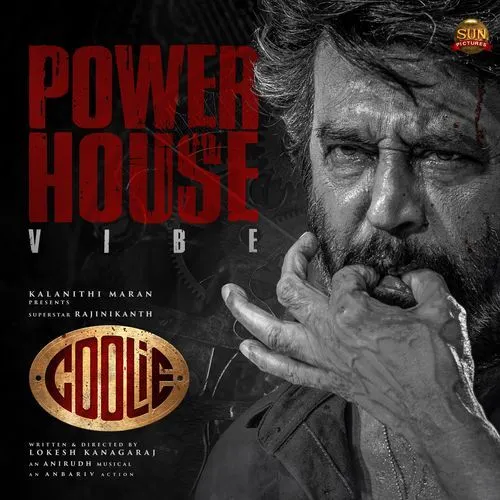 SUN
PICTURES
POWER
HOUSE
VIBE
KALANITHI MARAN
PRESENTS
SUPERSTAR RAJINIKANTH
COOLIE
WRITTEN & DIRECTED BY
LOKESH KANAGARAJ
AN ANIRUDH MUSICAL
AN ANBARIV ACTION